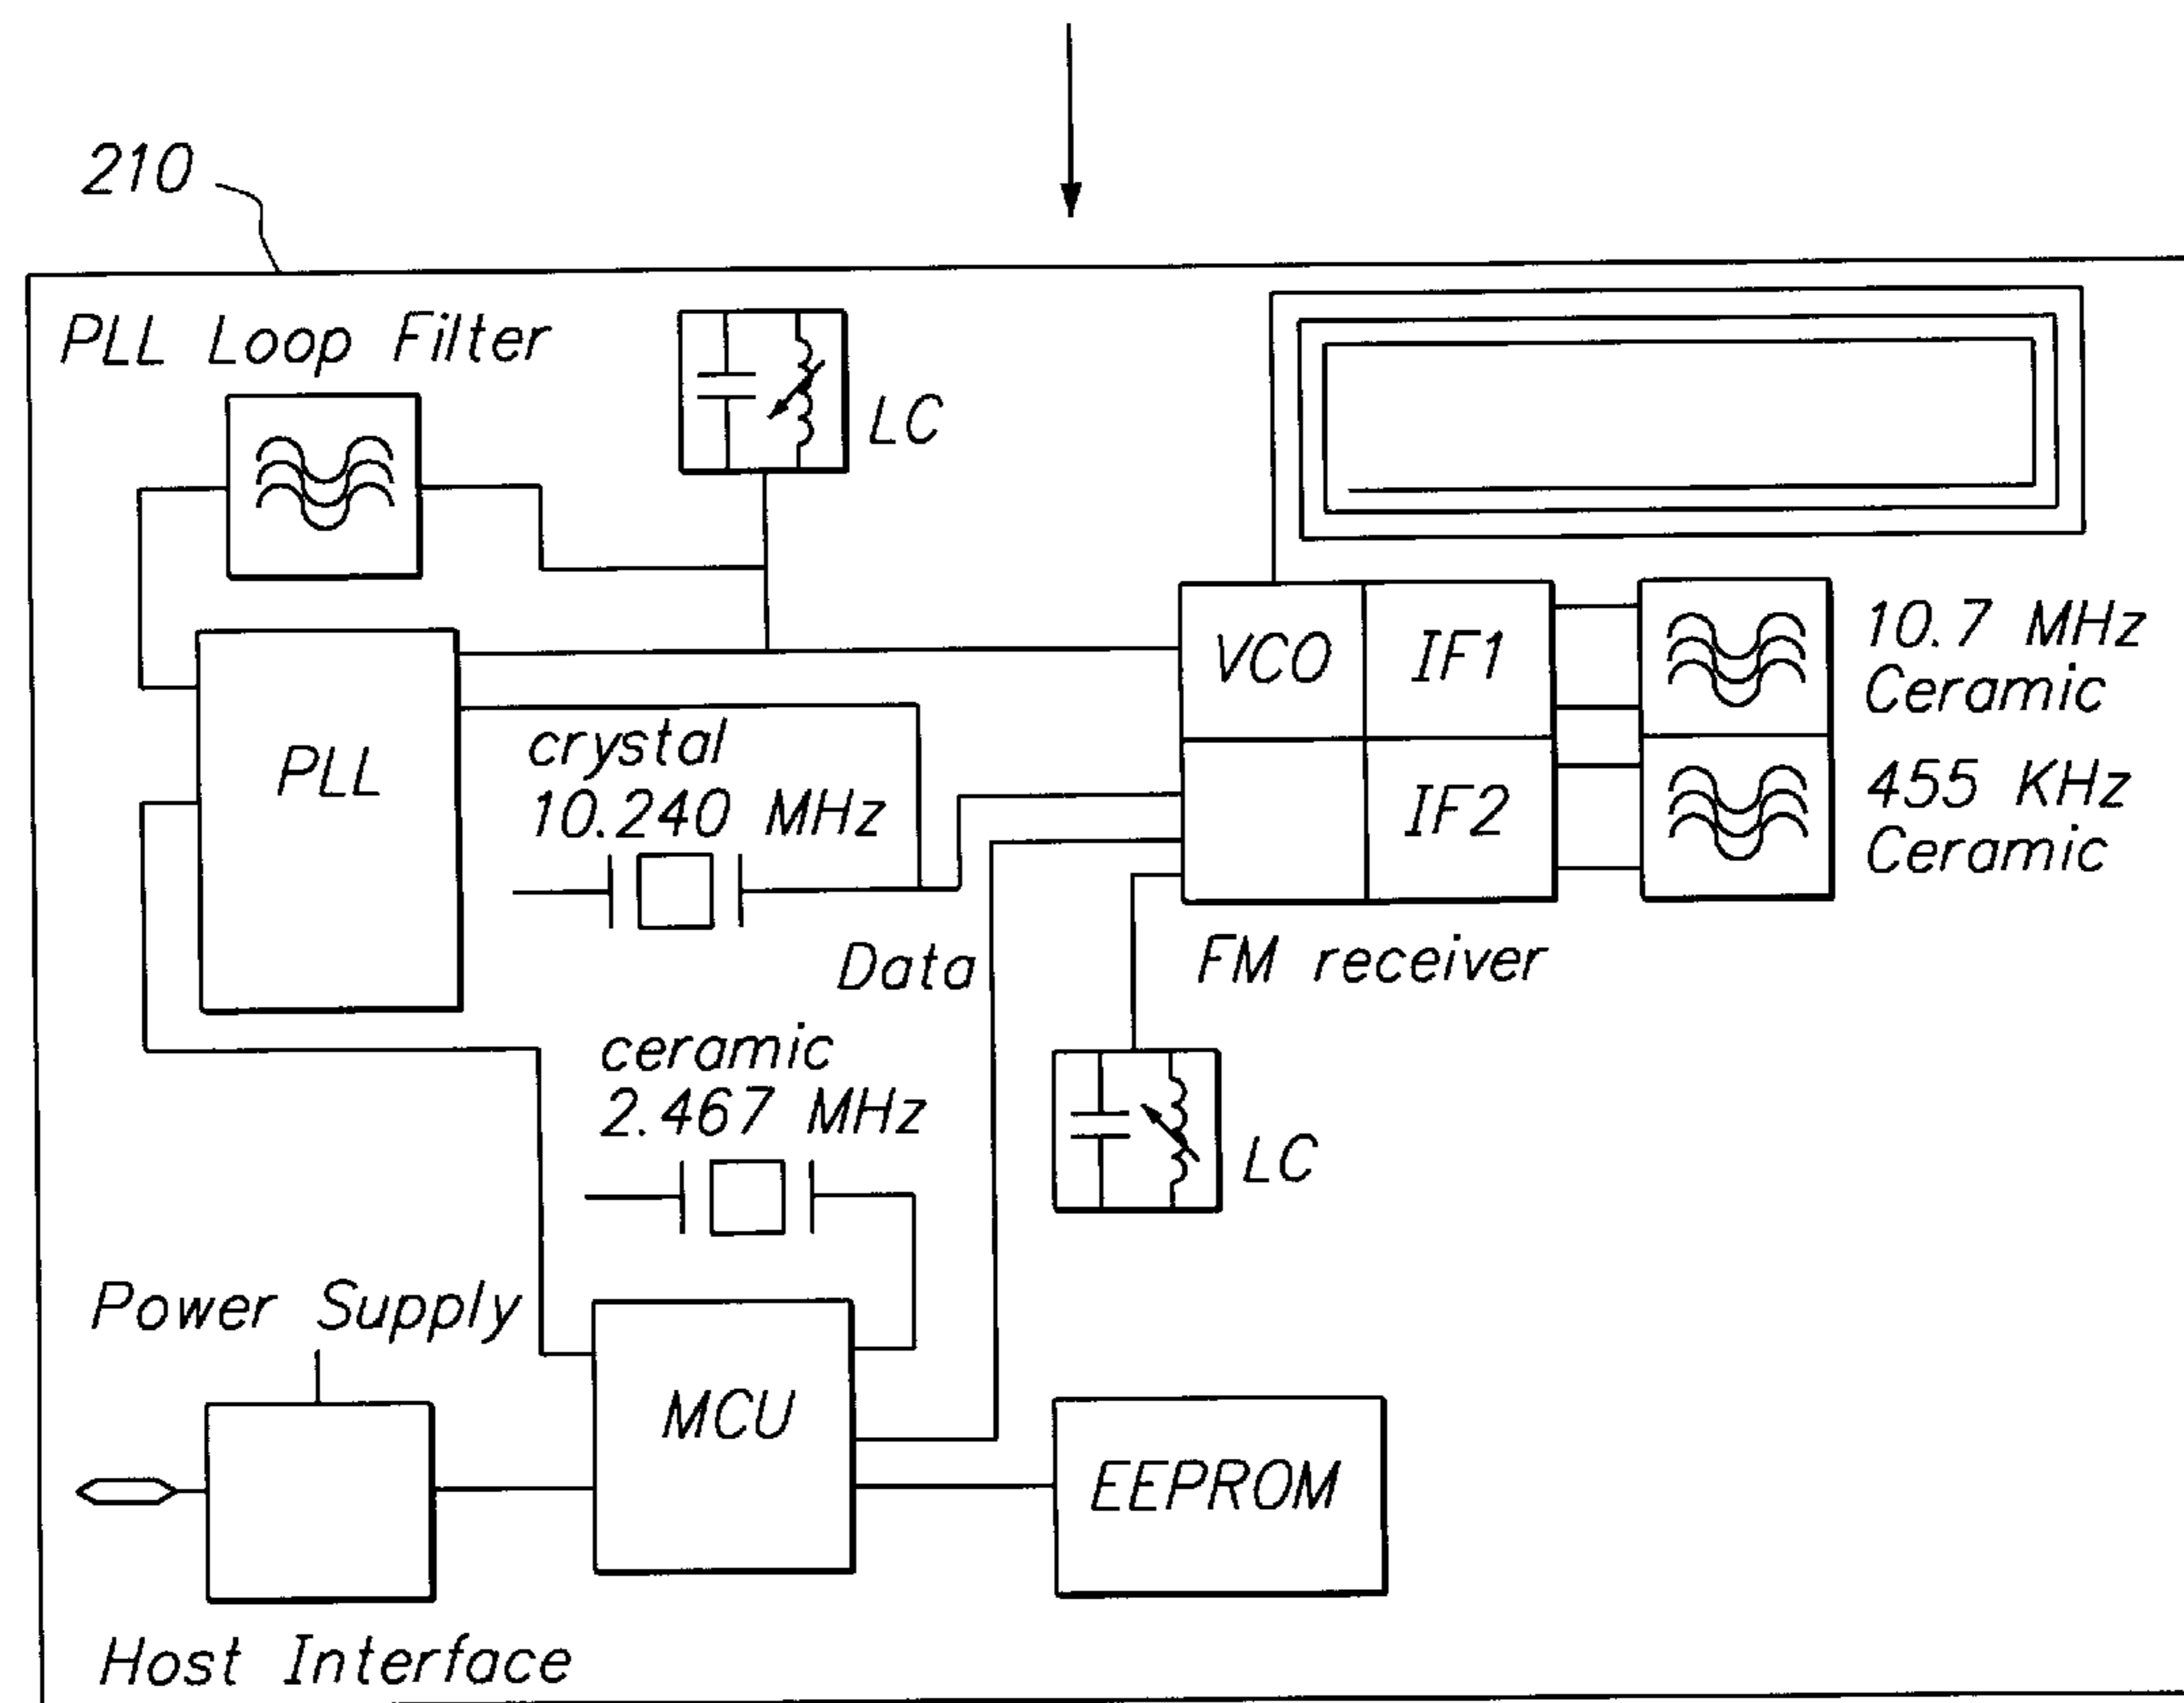 210
PLL Loop Filter
LC
VCO
IF1
10.7 MHz
Ceramic
PLL
crystal
10.240 MHz
IF2
455 KHz
Ceramic
Data
FM receiver
ceramic
2.467 MHz
LC
Power Supply
MCU
EEPROM
Host Interface